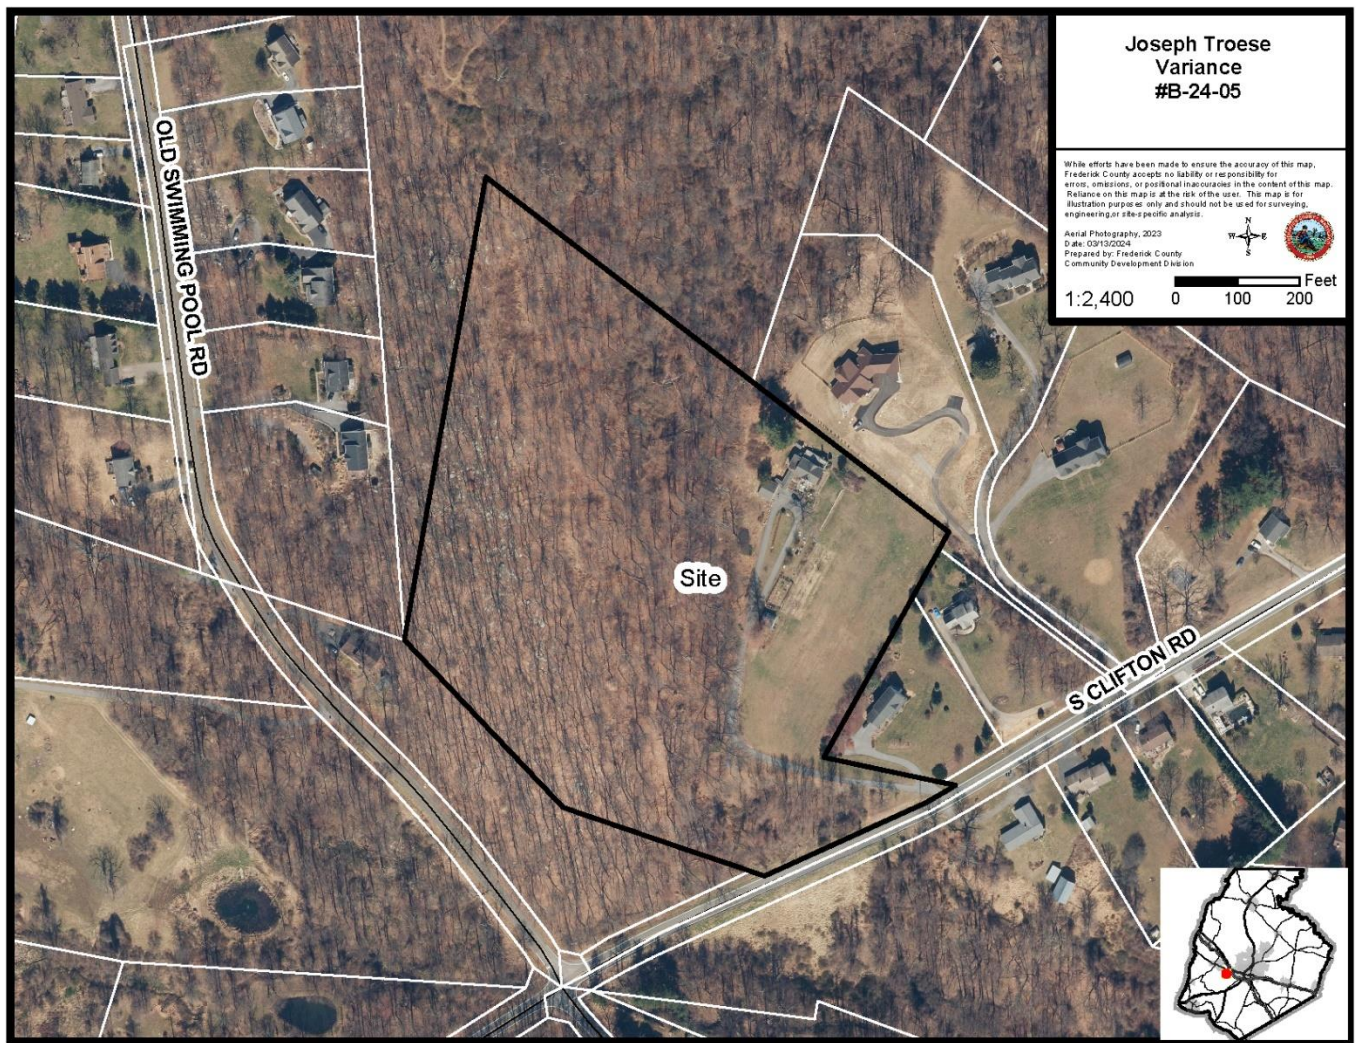 Joseph Troese
Variance
#B-24-05
While efforts have been made to ensure the accuracy of this map,
Frederick County accepts no liability or responsibility for
errors, omissions, or positional inaccuracies in the content of this map.
Reliance on this map is at the risk of the user. This map is for
illustration purposes only and should not be used for surveying,
engineering,or site-specific analysis.
Aerial Photography, 2023
Date: 03/13/2024
Prepared by: Frederick County
Community Development Division
N
W E
S
1:2,400
Feet
0 100 200
OLD SWIMMING POOL RD
Site
S CLIFTON RD